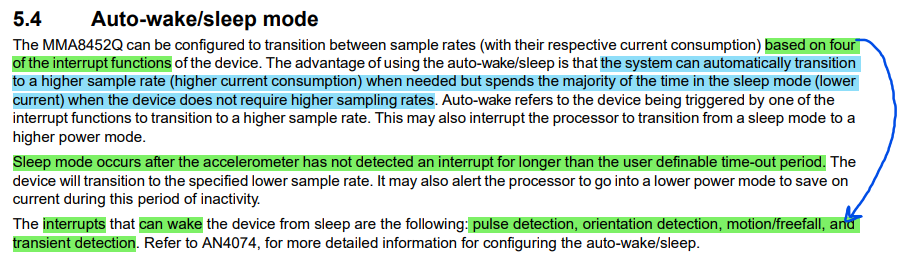 5.4 Auto-wake/sleep mode
The MMA8452Q can be configured to transition between sample rates (with their respective current consumption) based on four
of the interrupt functions of the device. The advantage of using the auto-wake/sleep is that the system can automatically transition
to a higher sample rate (higher current consumption) when needed but spends the majority of the time in the sleep mode (lower
current) when the device does not require higher sampling rates. Auto-wake refers to the device being triggered by one of the
interrupt functions to transition to a higher sample rate. This may also interrupt the processor to transition from a sleep mode to a
higher power mode.
Sleep mode occurs after the accelerometer has not detected an interrupt for longer than the user definable time-out period. The
device will transition to the specified lower sample rate. It may also alert the processor to go into a lower power mode to save on
current during this period of inactivity.
The interrupts that can wake the device from sleep are the following: pulse detection, orientation detection, motion/freefall, and
transient detection. Refer to AN4074, for more detailed information for configuring the auto-wake/sleep.